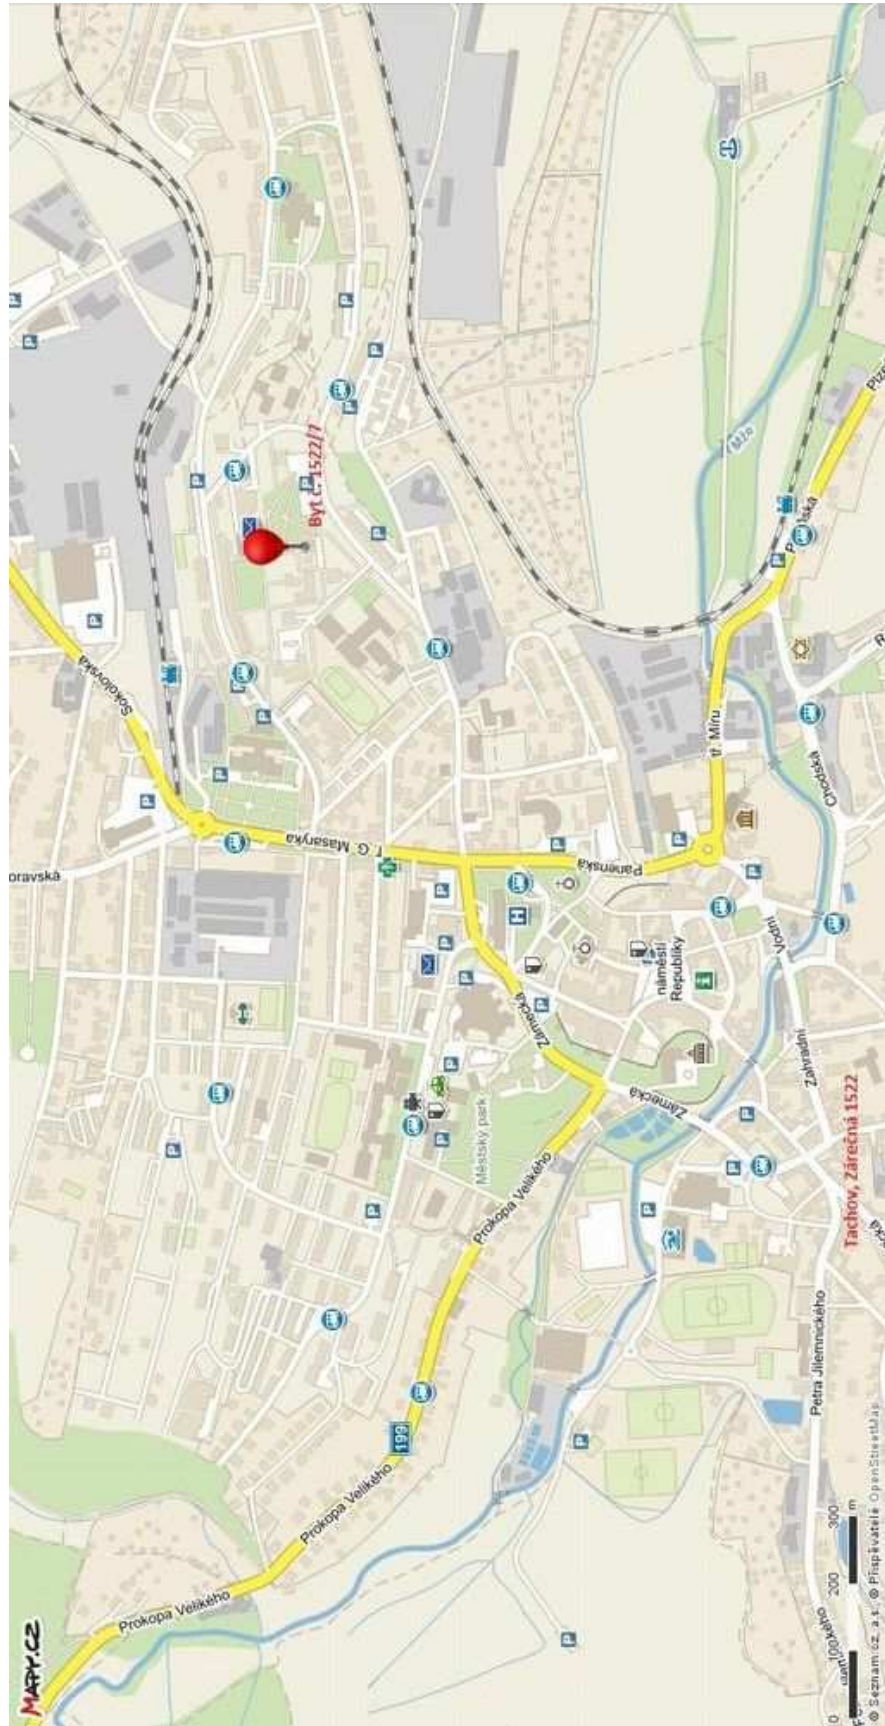 MAPY.CZ
Prokopa Velikého
Prokopa Velikého
199
Prokopa Velikého
Městský park
Zámecká
Zámecká
náměstí
Republiky
Panenská
T. G. Masaryka
Sokolovská
oravská
H
Byt č. 1522/7
tř. Míru
Mže
Chodská
Vodní
Zahradní
Petra Jilemnického
Tachov, Zárečná 1522
0 100 200 300 m
© Seznam.cz, a.s., © Přispěvatelé OpenStreetMap